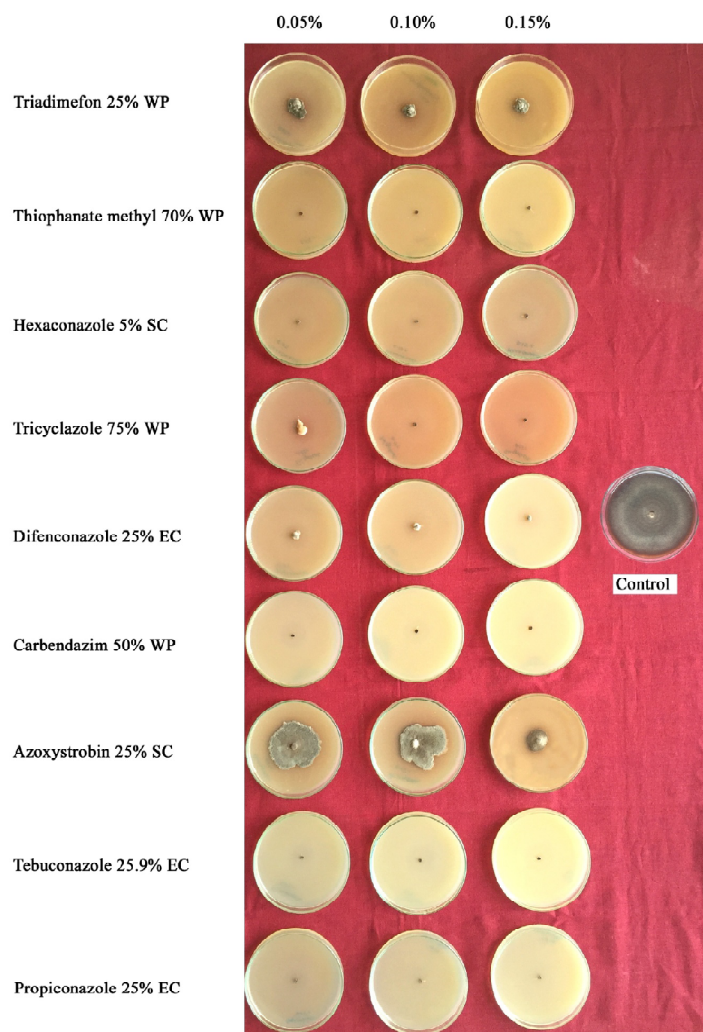 0.05% 0.10% 0.15%
Triadimefon 25% WP
Thiophanate methyl 70% WP
Hexaconazole 5% SC
Tricyclazole 75% WP
Difenconazole 25% EC
Control
Carbendazim 50% WP
Azoxystrobin 25% SC
Tebuconazole 25.9% EC
Propiconazole 25% EC